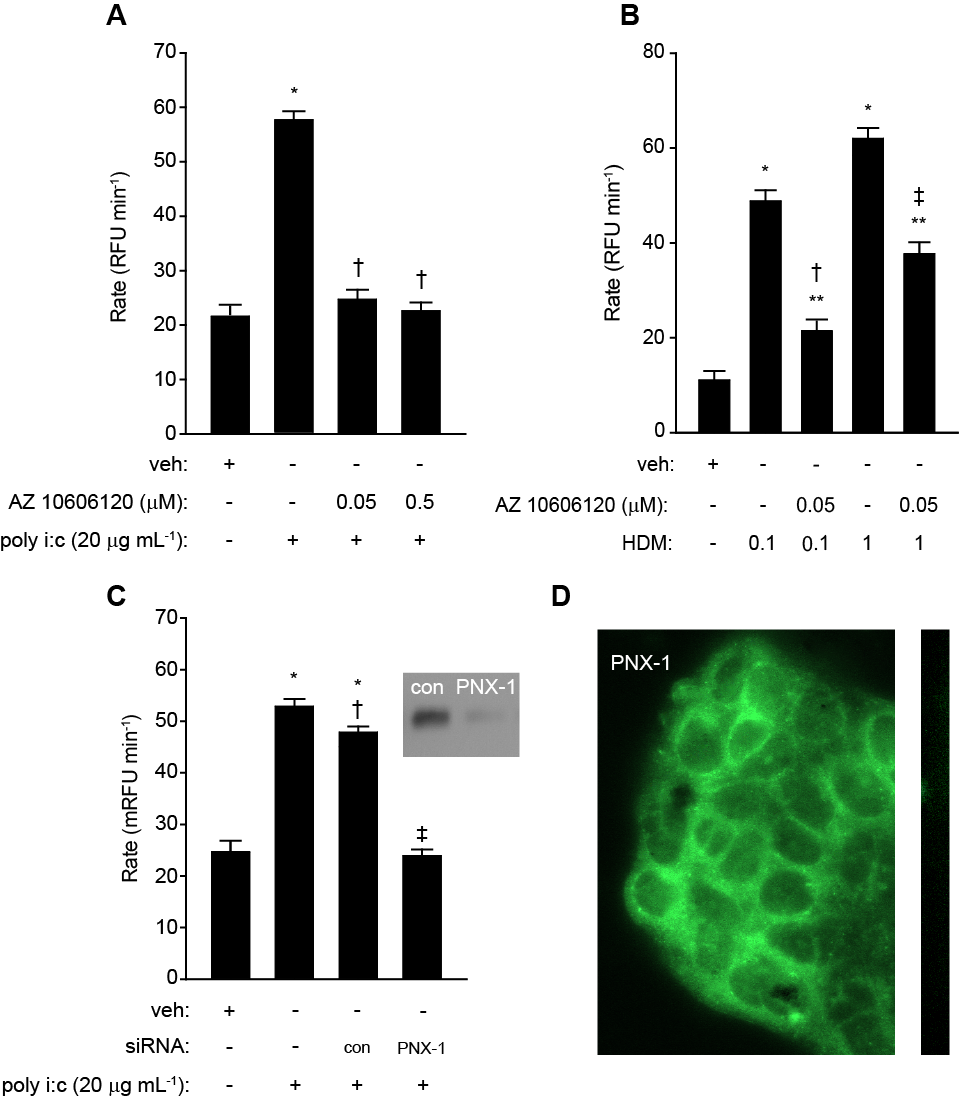 A
Rate (RFU min-1)
70
60
50
40
30
20
10
0
*
†
†
veh: + - - -
AZ 10606120 (μM): - - 0.05 0.5
poly i:c (20 μg mL-1): - + + +
B
Rate (RFU min-1)
80
60
40
20
0
*
†
**
*
‡
**
veh: + - - - -
AZ 10606120 (μM): - - 0.05 - 0.05
HDM: - 0.1 0.1 1 1
C
Rate (mRFU min-1)
70
60
50
40
30
20
10
0
*
*
†
‡
con PNX-1
veh: + - - -
siRNA: - - con PNX-1
poly i:c (20 μg mL-1): - + + +
D
PNX-1